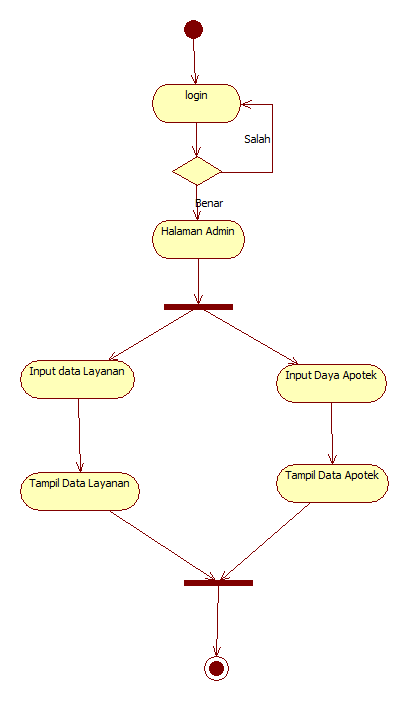 login
Salah
Benar
Halaman Admin
Input data Layanan
Input Daya Apotek
Tampil Data Layanan
Tampil Data Apotek